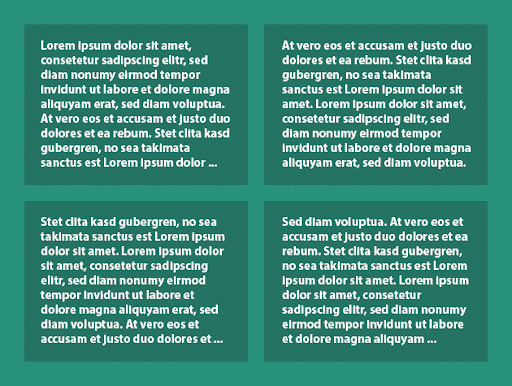 Lorem ipsum dolor sit amet,
consetetur sadipscing elitr, sed
diam nonumy eirmod tempor
invidunt ut labore et dolore magna
aliquyam erat, sed diam voluptua.
At vero eos et accusam et justo duo
dolores et ea rebum. Stet clita kasd
gubergren, no sea takimata
sanctus est Lorem ipsum dolor ...
At vero eos et accusam et justo duo
dolores et ea rebum. Stet clita kasd
gubergren, no sea takimata
sanctus est Lorem ipsum dolor sit
amet. Lorem ipsum dolor sit amet,
consetetur sadipscing elitr, sed
diam nonumy eirmod tempor
invidunt ut labore et dolore magna
aliquyam erat, sed diam voluptua.
Stet clita kasd gubergren, no sea
takimata sanctus est Lorem ipsum
dolor sit amet. Lorem ipsum dolor
sit amet, consetetur sadipscing
elitr, sed diam nonumy eirmod
tempor invidunt ut labore et
dolore magna aliquyam erat, sed
diam voluptua. At vero eos et
accusam et justo duo dolores et ...
Sed diam voluptua. At vero eos et
accusam et justo duo dolores et ea
rebum. Stet clita kasd gubergren,
no sea takimata sanctus est Lorem
ipsum dolor sit amet. Lorem ipsum
dolor sit amet, consetetur
sadipscing elitr, sed diam nonumy
eirmod tempor invidunt ut labore
et dolore magna aliquyam ...